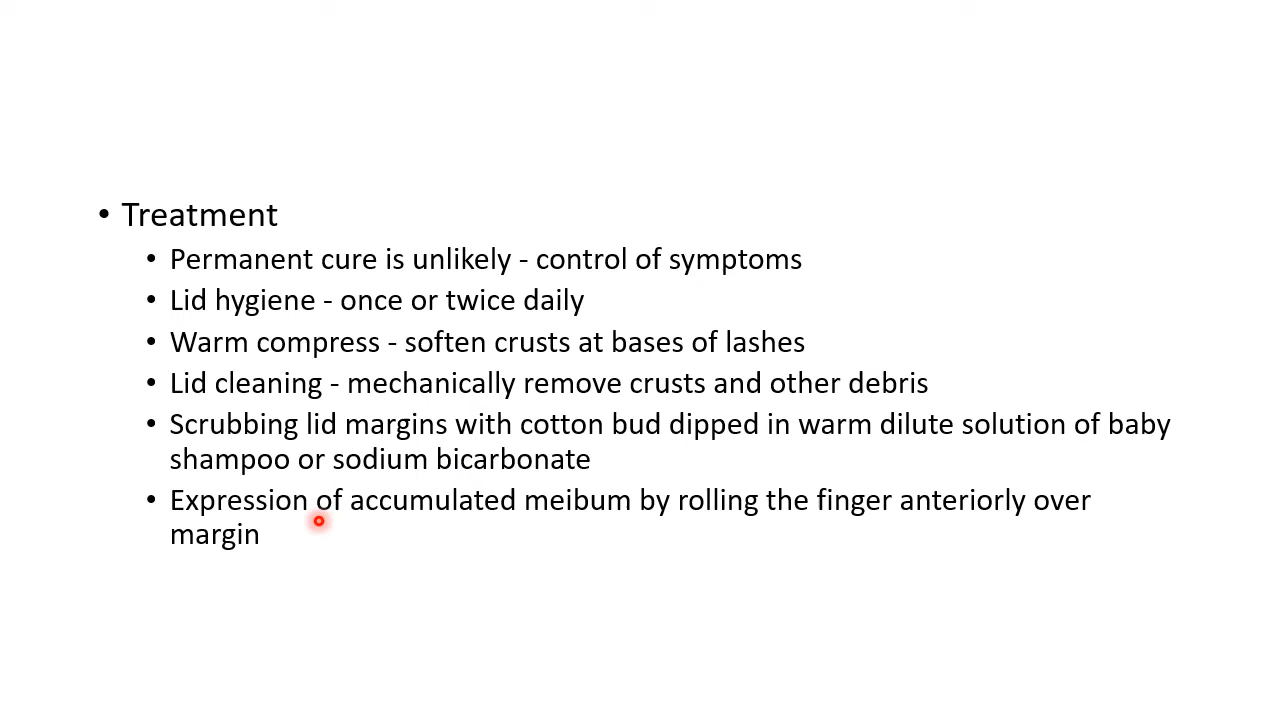 • Treatment
• Permanent cure is unlikely - control of symptoms
• Lid hygiene - once or twice daily
• Warm compress - soften crusts at bases of lashes
• Lid cleaning - mechanically remove crusts and other debris
• Scrubbing lid margins with cotton bud dipped in warm dilute solution of baby
shampoo or sodium bicarbonate
• Expression of accumulated meibum by rolling the finger anteriorly over
margin